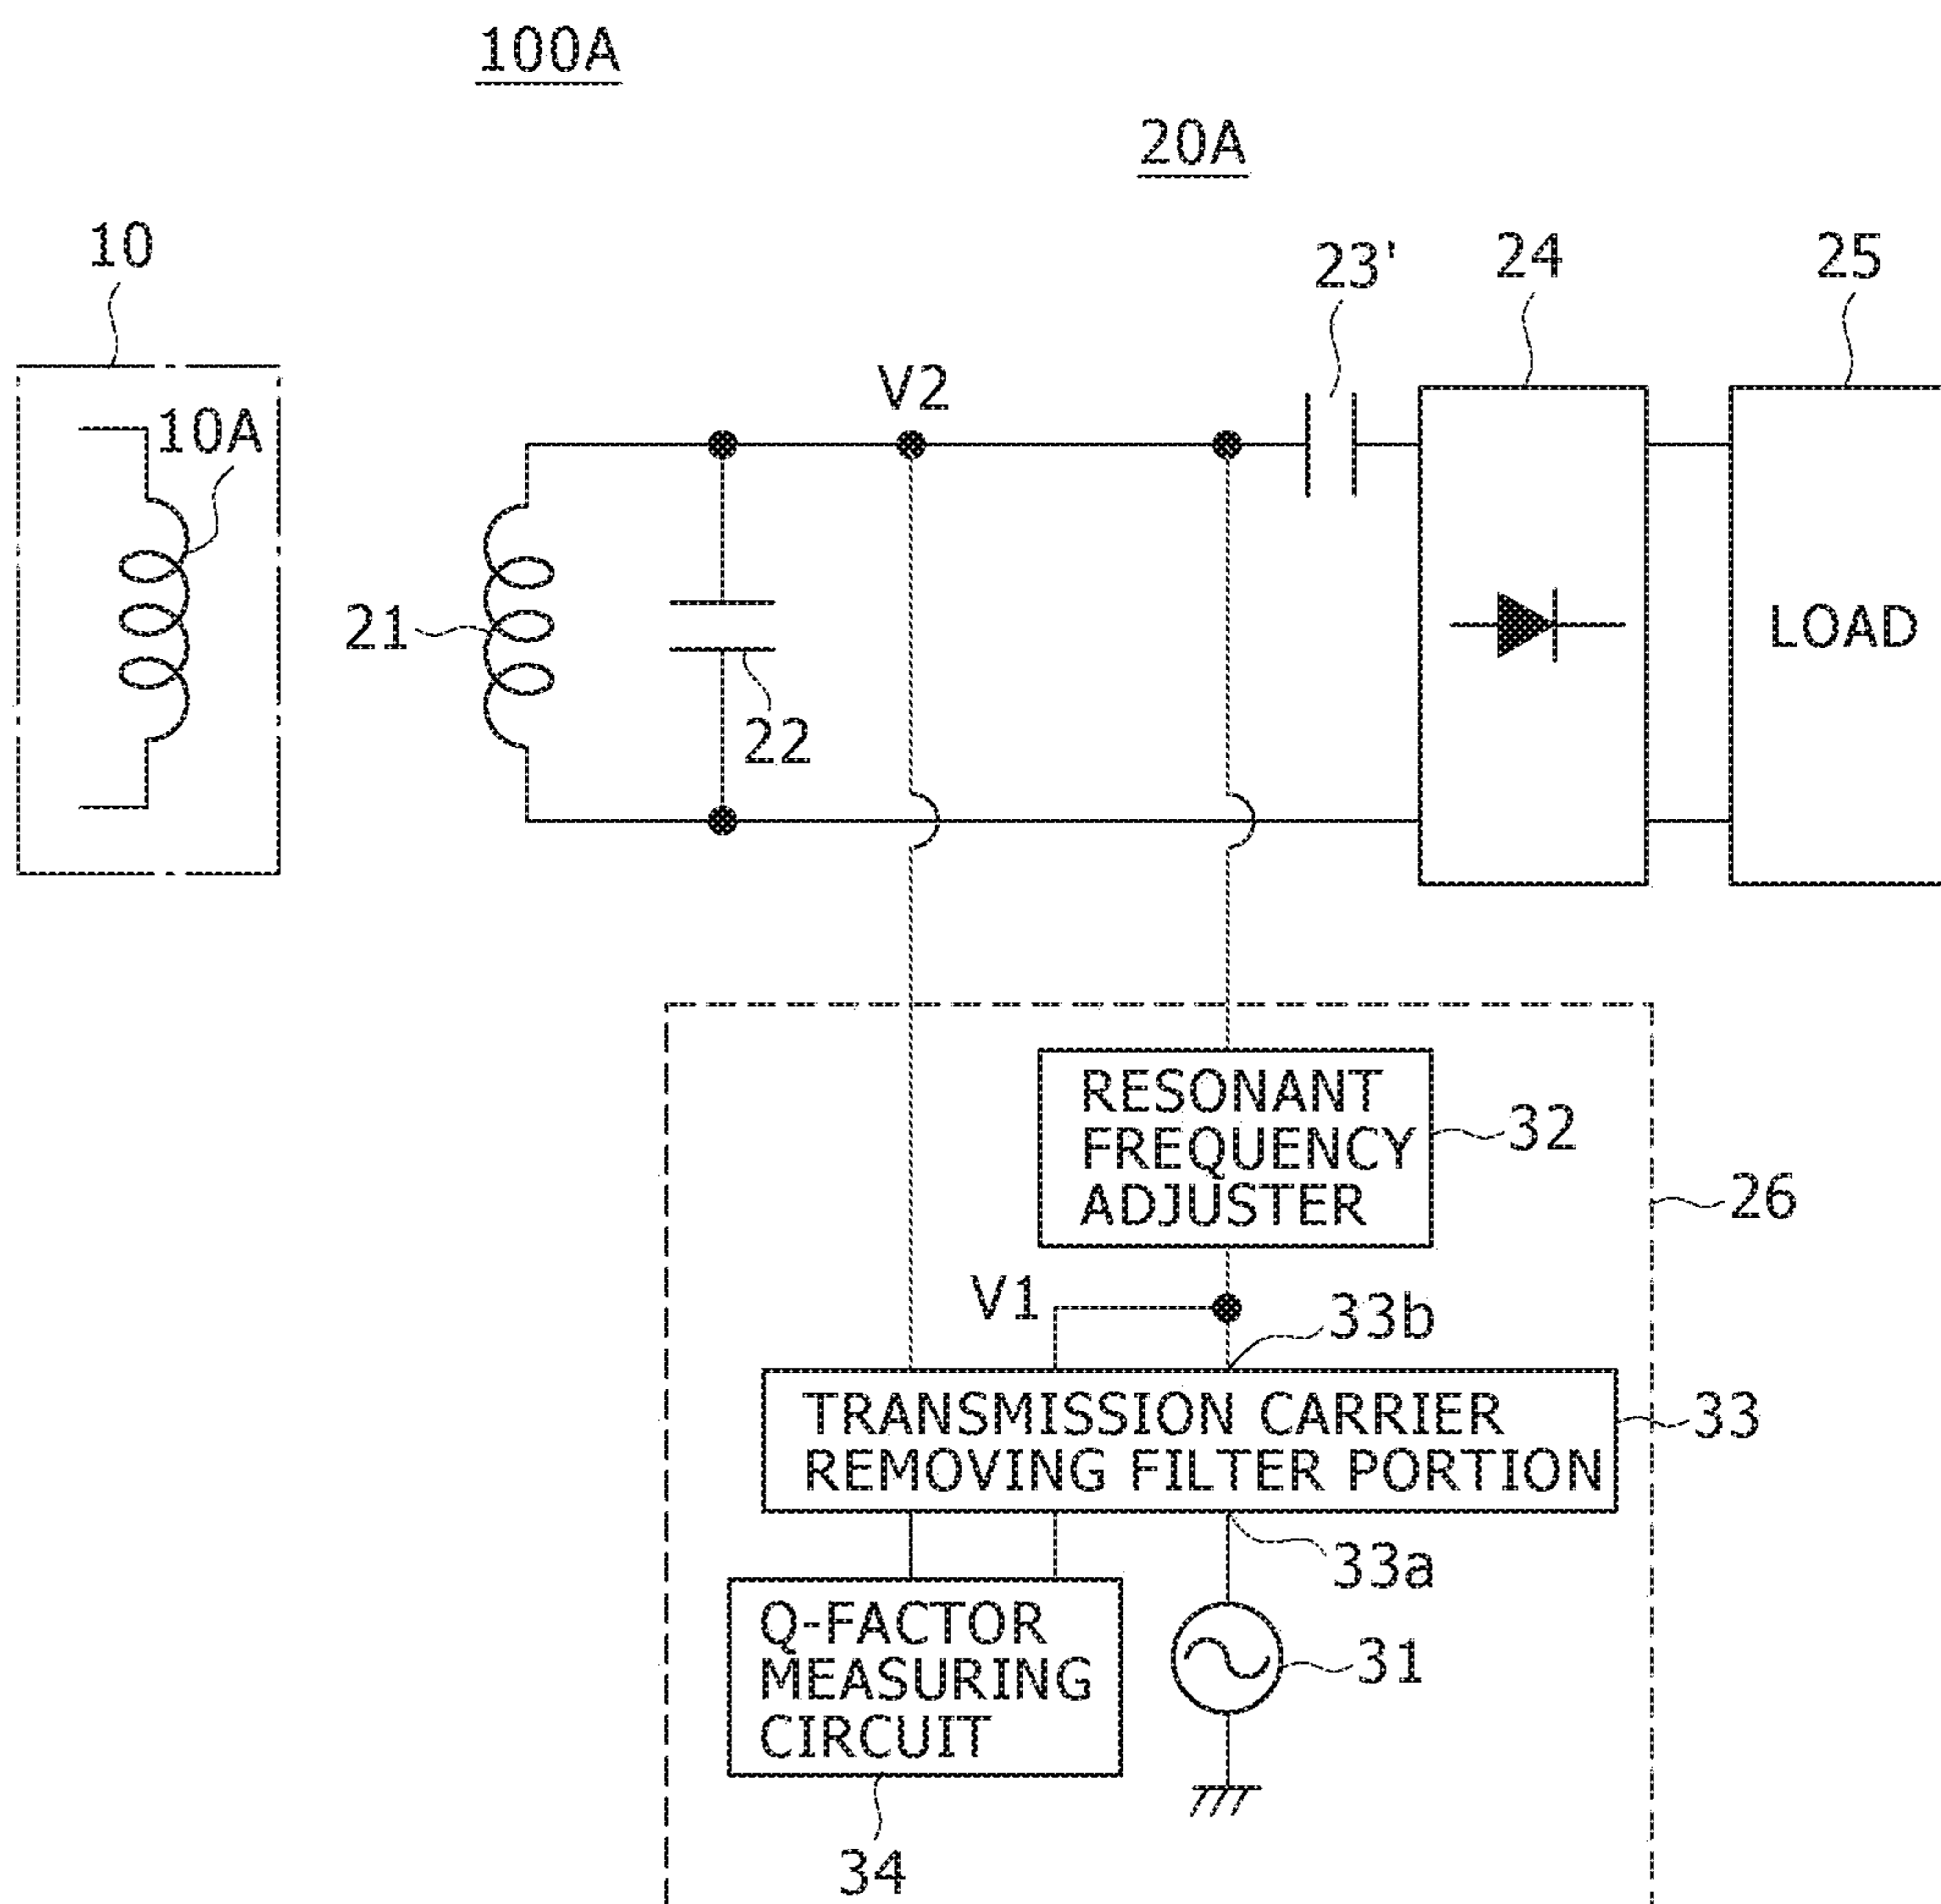 100A
20A
10
23'
24
25
10A
V2
21
LOAD
22
RESONANT
FREQUENCY
ADJUSTER
32
26
V1
33b
TRANSMISSION CARRIER
REMOVING FILTER PORTION
33
33a
Q-FACTOR
MEASURING
CIRCUIT
31
34